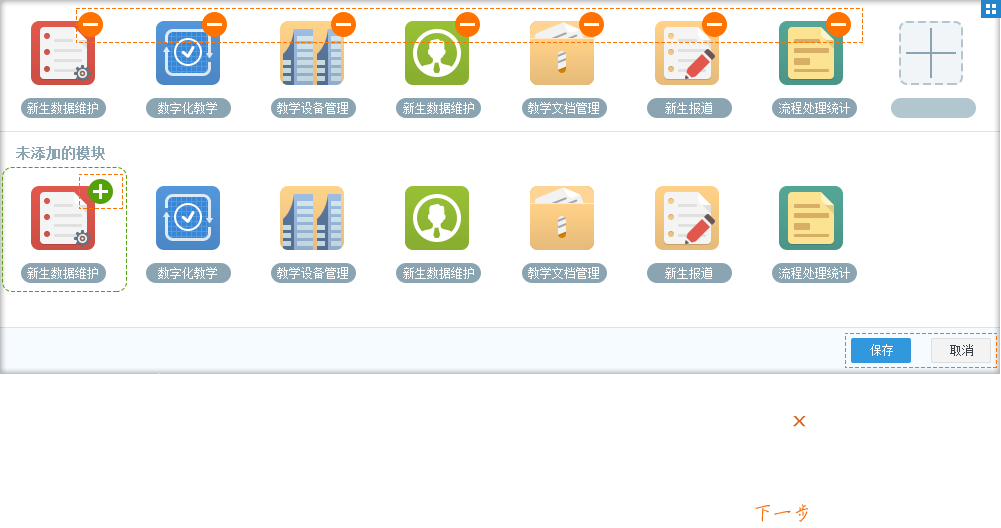 新生数据维护 数字化教学 教学设备管理 新生数据维护 教学文档管理 新生报道 流程处理统计
未添加的模块
新生数据维护 数字化教学 教学设备管理 新生数据维护 教学文档管理 新生报道 流程处理统计
保存 取消
下一步